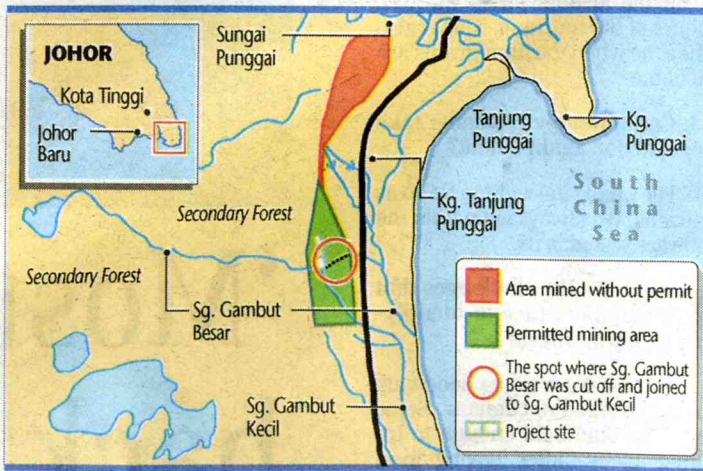 JOHOR
Kota Tinggi
Johor
Baru
Sungai
Punggai
Tanjung
Punggai
Kg.
Punggai
South
China
Sea
Kg. Tanjung
Punggai
Secondary Forest
Secondary Forest
Sg. Gambut
Besar
Sg. Gambut
Kecil
Area mined without permit
Permitted mining area
The spot where Sg. Gambut
Besar was cut off and joined
to Sg. Gambut Kecil
Project site